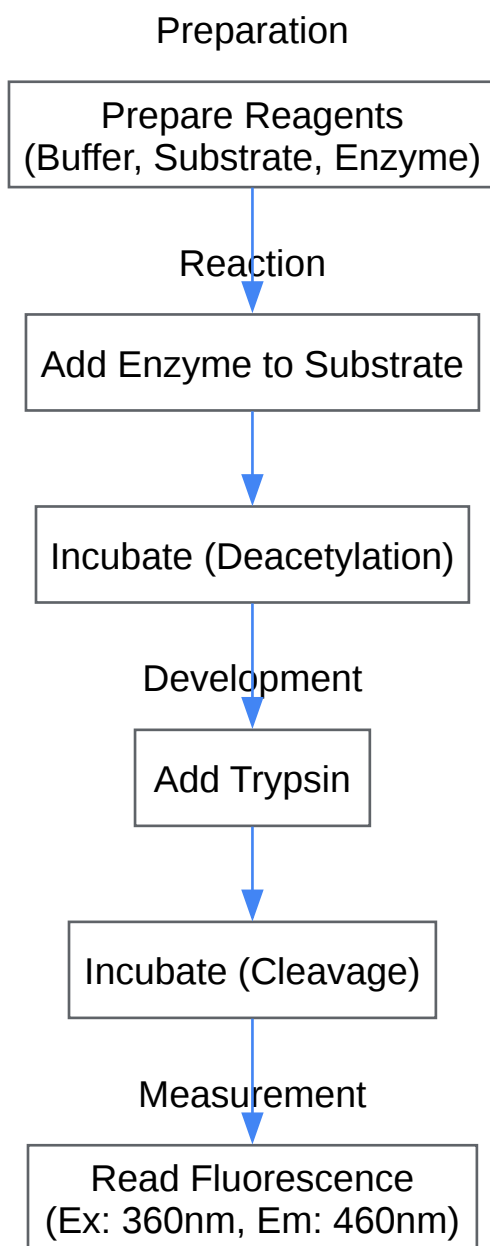 Preparation
Prepare Reagents
(Buffer, Substrate, Enzyme)
Reaction
Add Enzyme to Substrate
Incubate (Deacetylation)
Development
Add Trypsin
Incubate (Cleavage)
Measurement
Read Fluorescence
(Ex: 360nm, Em: 460nm)